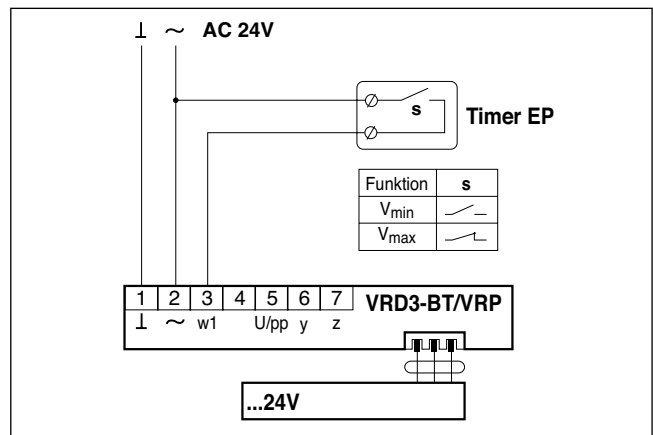 ⊥ ~ AC 24V
s
Timer EP
Funktion s
Vmin
Vmax
1 2 3 4 5 6 7 VRD3-BT/VRP
⊥ ~ w1 U/pp y z
...24V